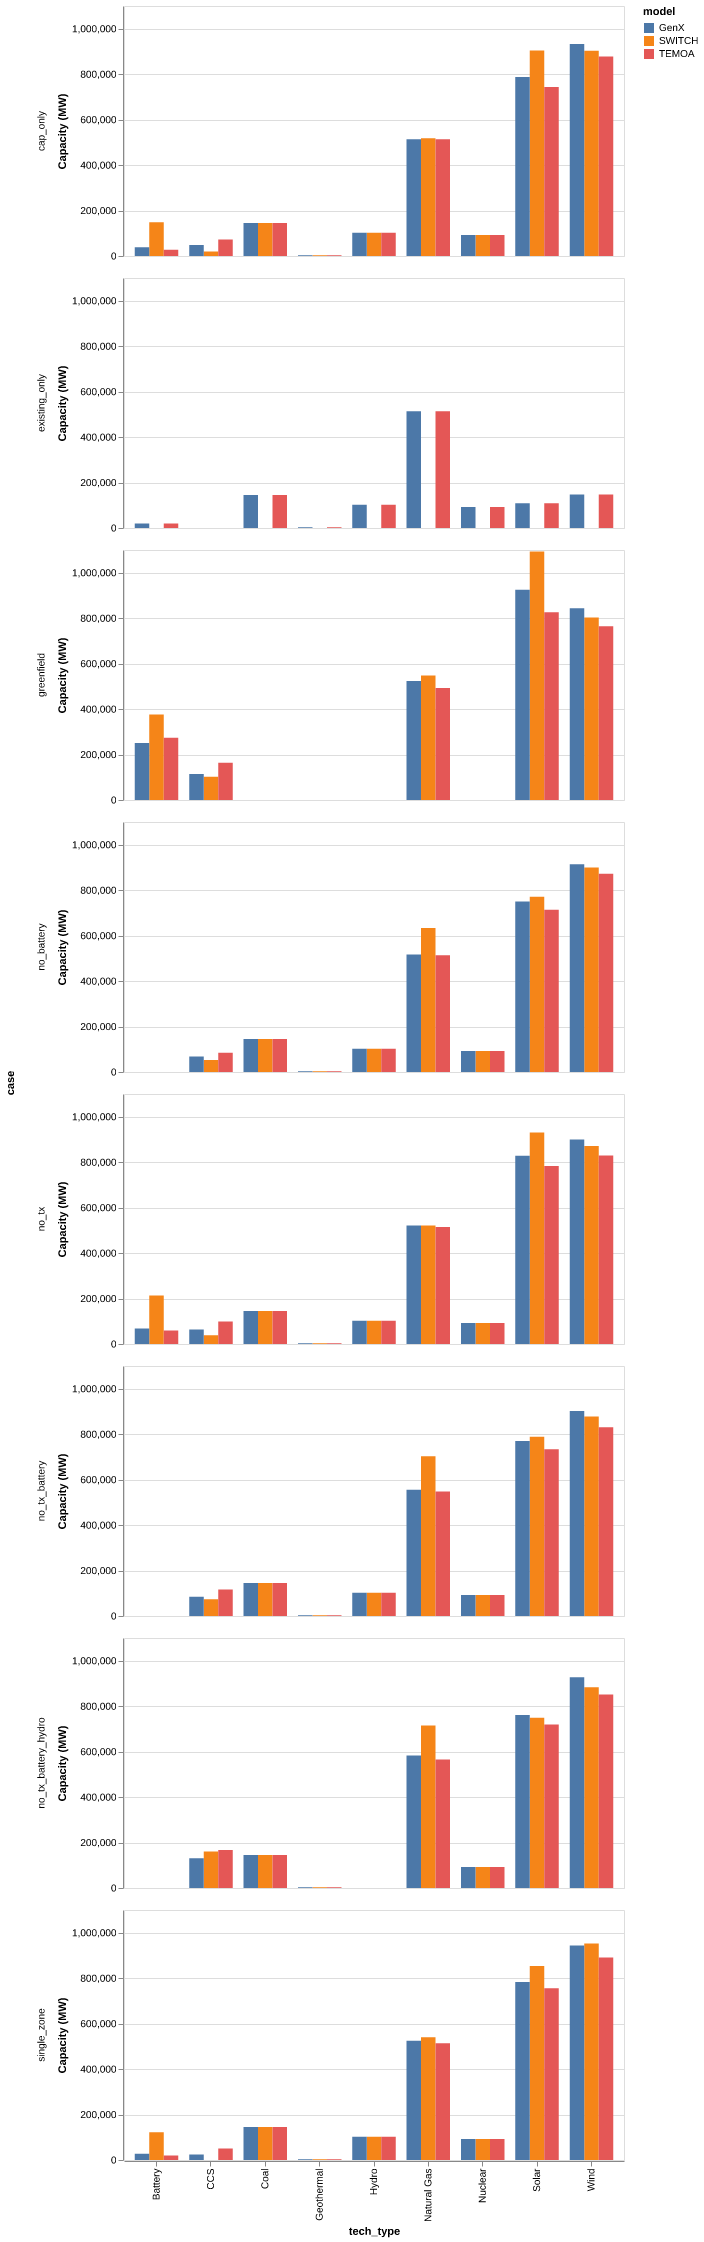 model
GenX
SWITCH
TEMOA
case
cap_only
Capacity (MW)
1,000,000
800,000
600,000
400,000
200,000
0
existing_only
Capacity (MW)
1,000,000
800,000
600,000
400,000
200,000
0
greenfield
Capacity (MW)
1,000,000
800,000
600,000
400,000
200,000
0
no_battery
Capacity (MW)
1,000,000
800,000
600,000
400,000
200,000
0
no_tx
Capacity (MW)
1,000,000
800,000
600,000
400,000
200,000
0
no_tx_battery
Capacity (MW)
1,000,000
800,000
600,000
400,000
200,000
0
no_tx_battery_hydro
Capacity (MW)
1,000,000
800,000
600,000
400,000
200,000
0
single_zone
Capacity (MW)
1,000,000
800,000
600,000
400,000
200,000
0
Battery
CCS
Coal
Geothermal
Hydro
Natural Gas
Nuclear
Solar
Wind
tech_type